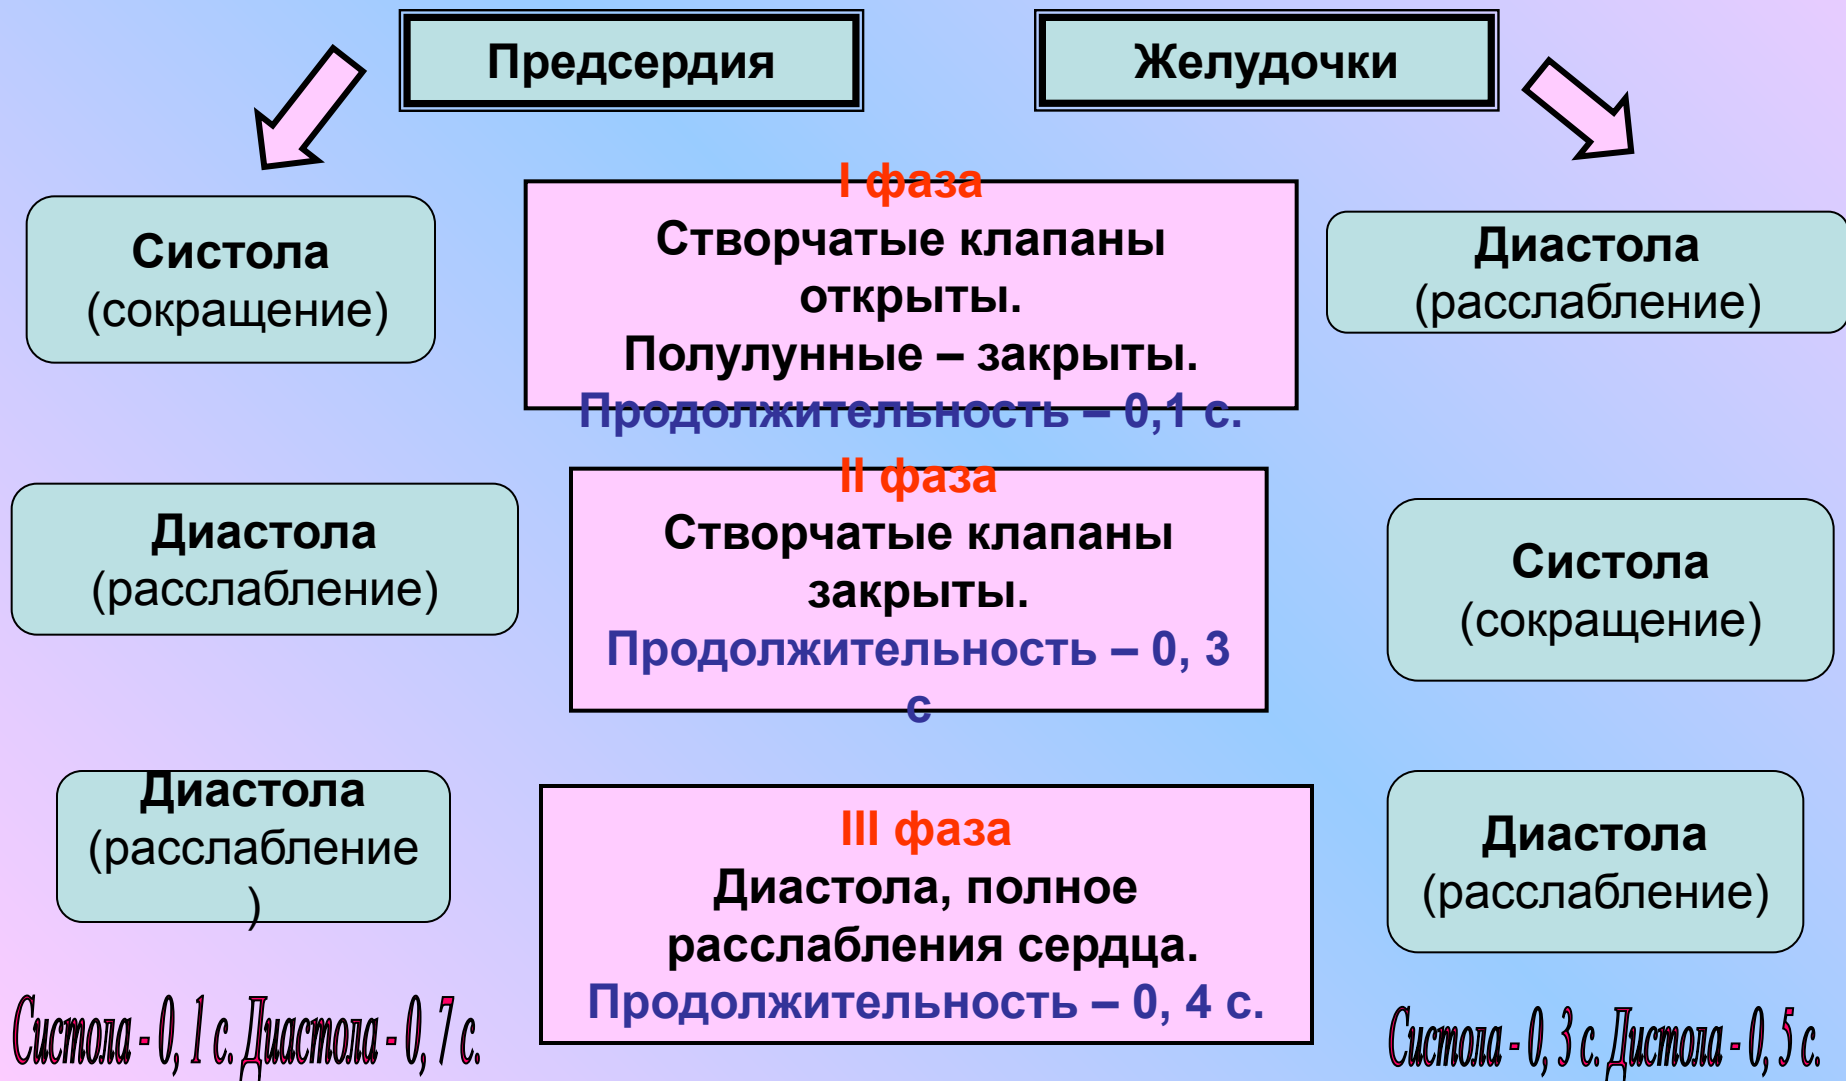 Предсердия
Желудочки
Систола
(сокращение)
I фаза
Створчатые клапаны
открыты.
Полулунные – закрыты.
Продолжительность – 0,1 с.
Диастола
(расслабление)
Диастола
(расслабление)
II фаза
Створчатые клапаны
закрыты.
Продолжительность – 0, 3
с
Систола
(сокращение)
Диастола
(расслабление
)
III фаза
Диастола, полное
расслабления сердца.
Продолжительность – 0, 4 с.
Диастола
(расслабление)
Систола - 0, 1 с. Диастола - 0, 7 с.
Систола - 0, 3 с. Дистола - 0, 5 с.